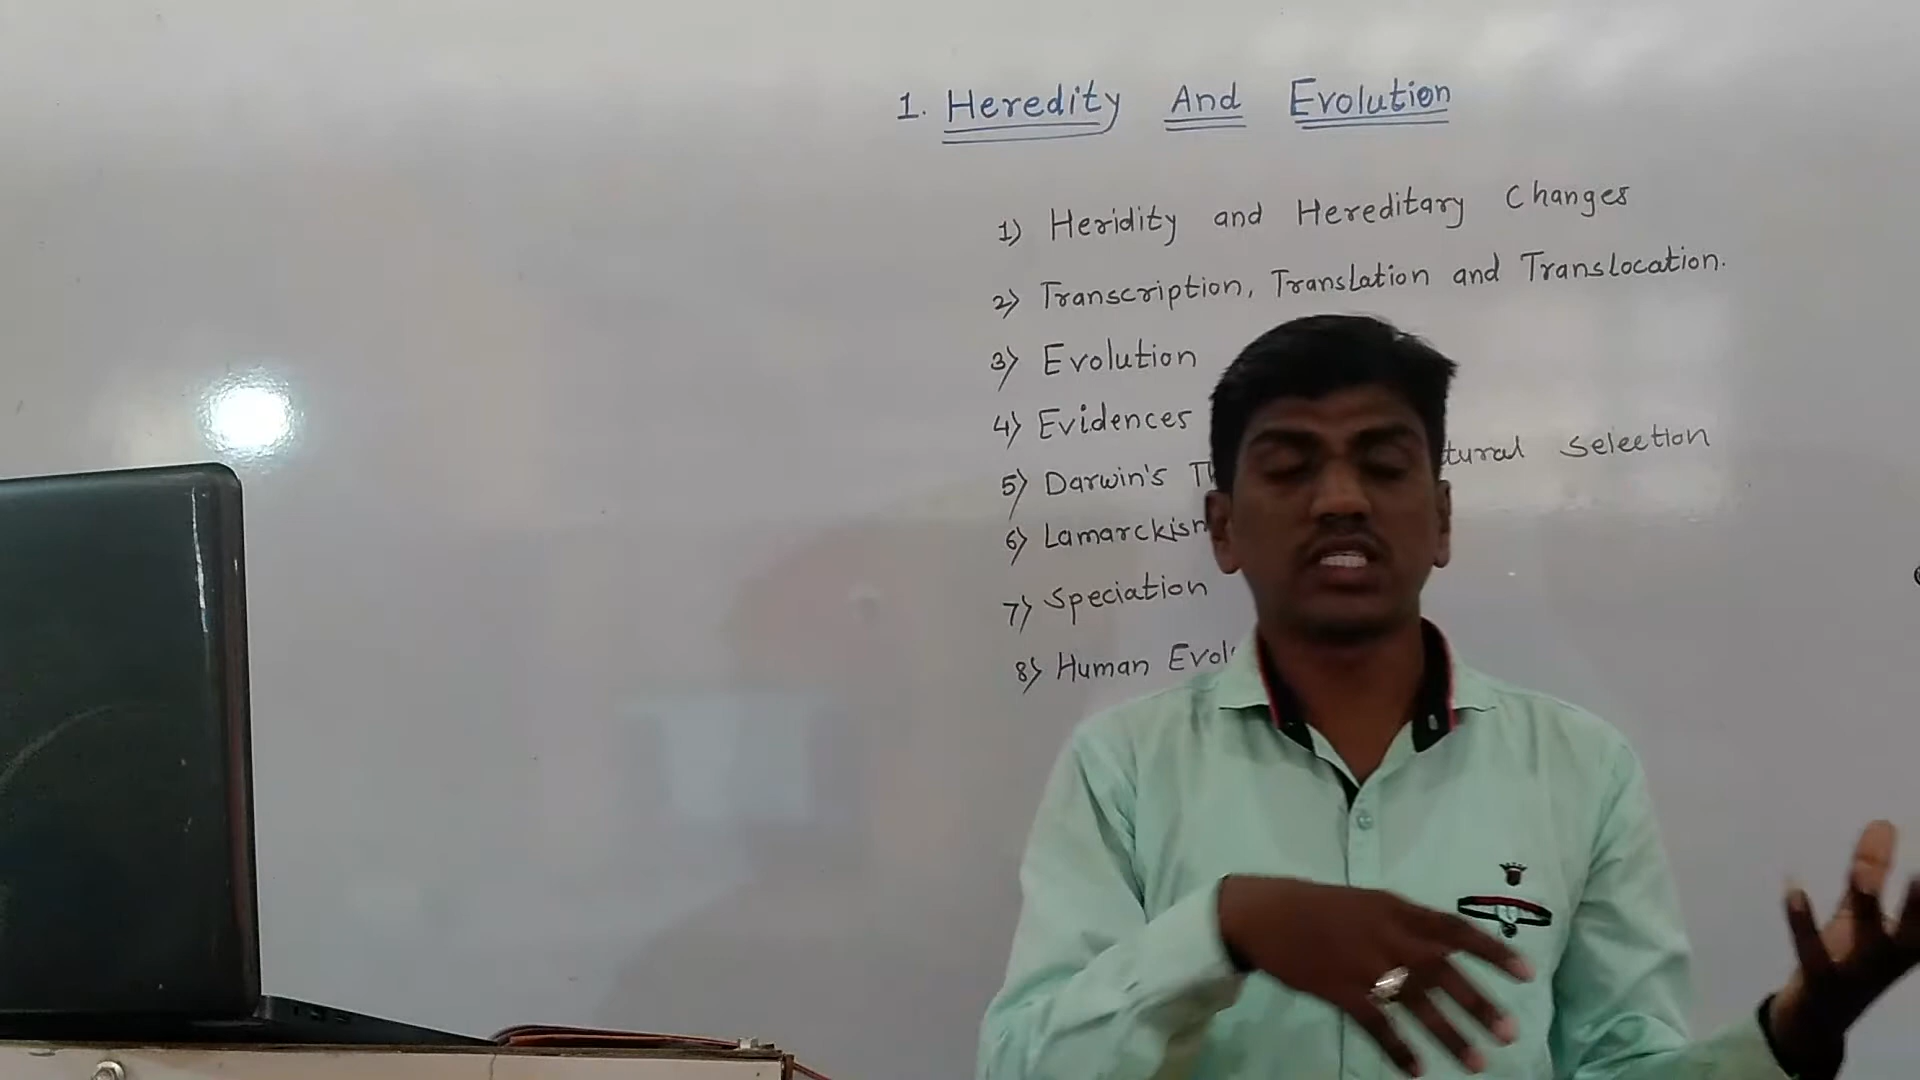 1. Heredity And Evolution
1) Heridity and Hereditary Changes
2) Transcription, Translation and Translocation.
3) Evolution
4) Evidences
5) Darwin's selection
6)
7) Speciation
8) Human